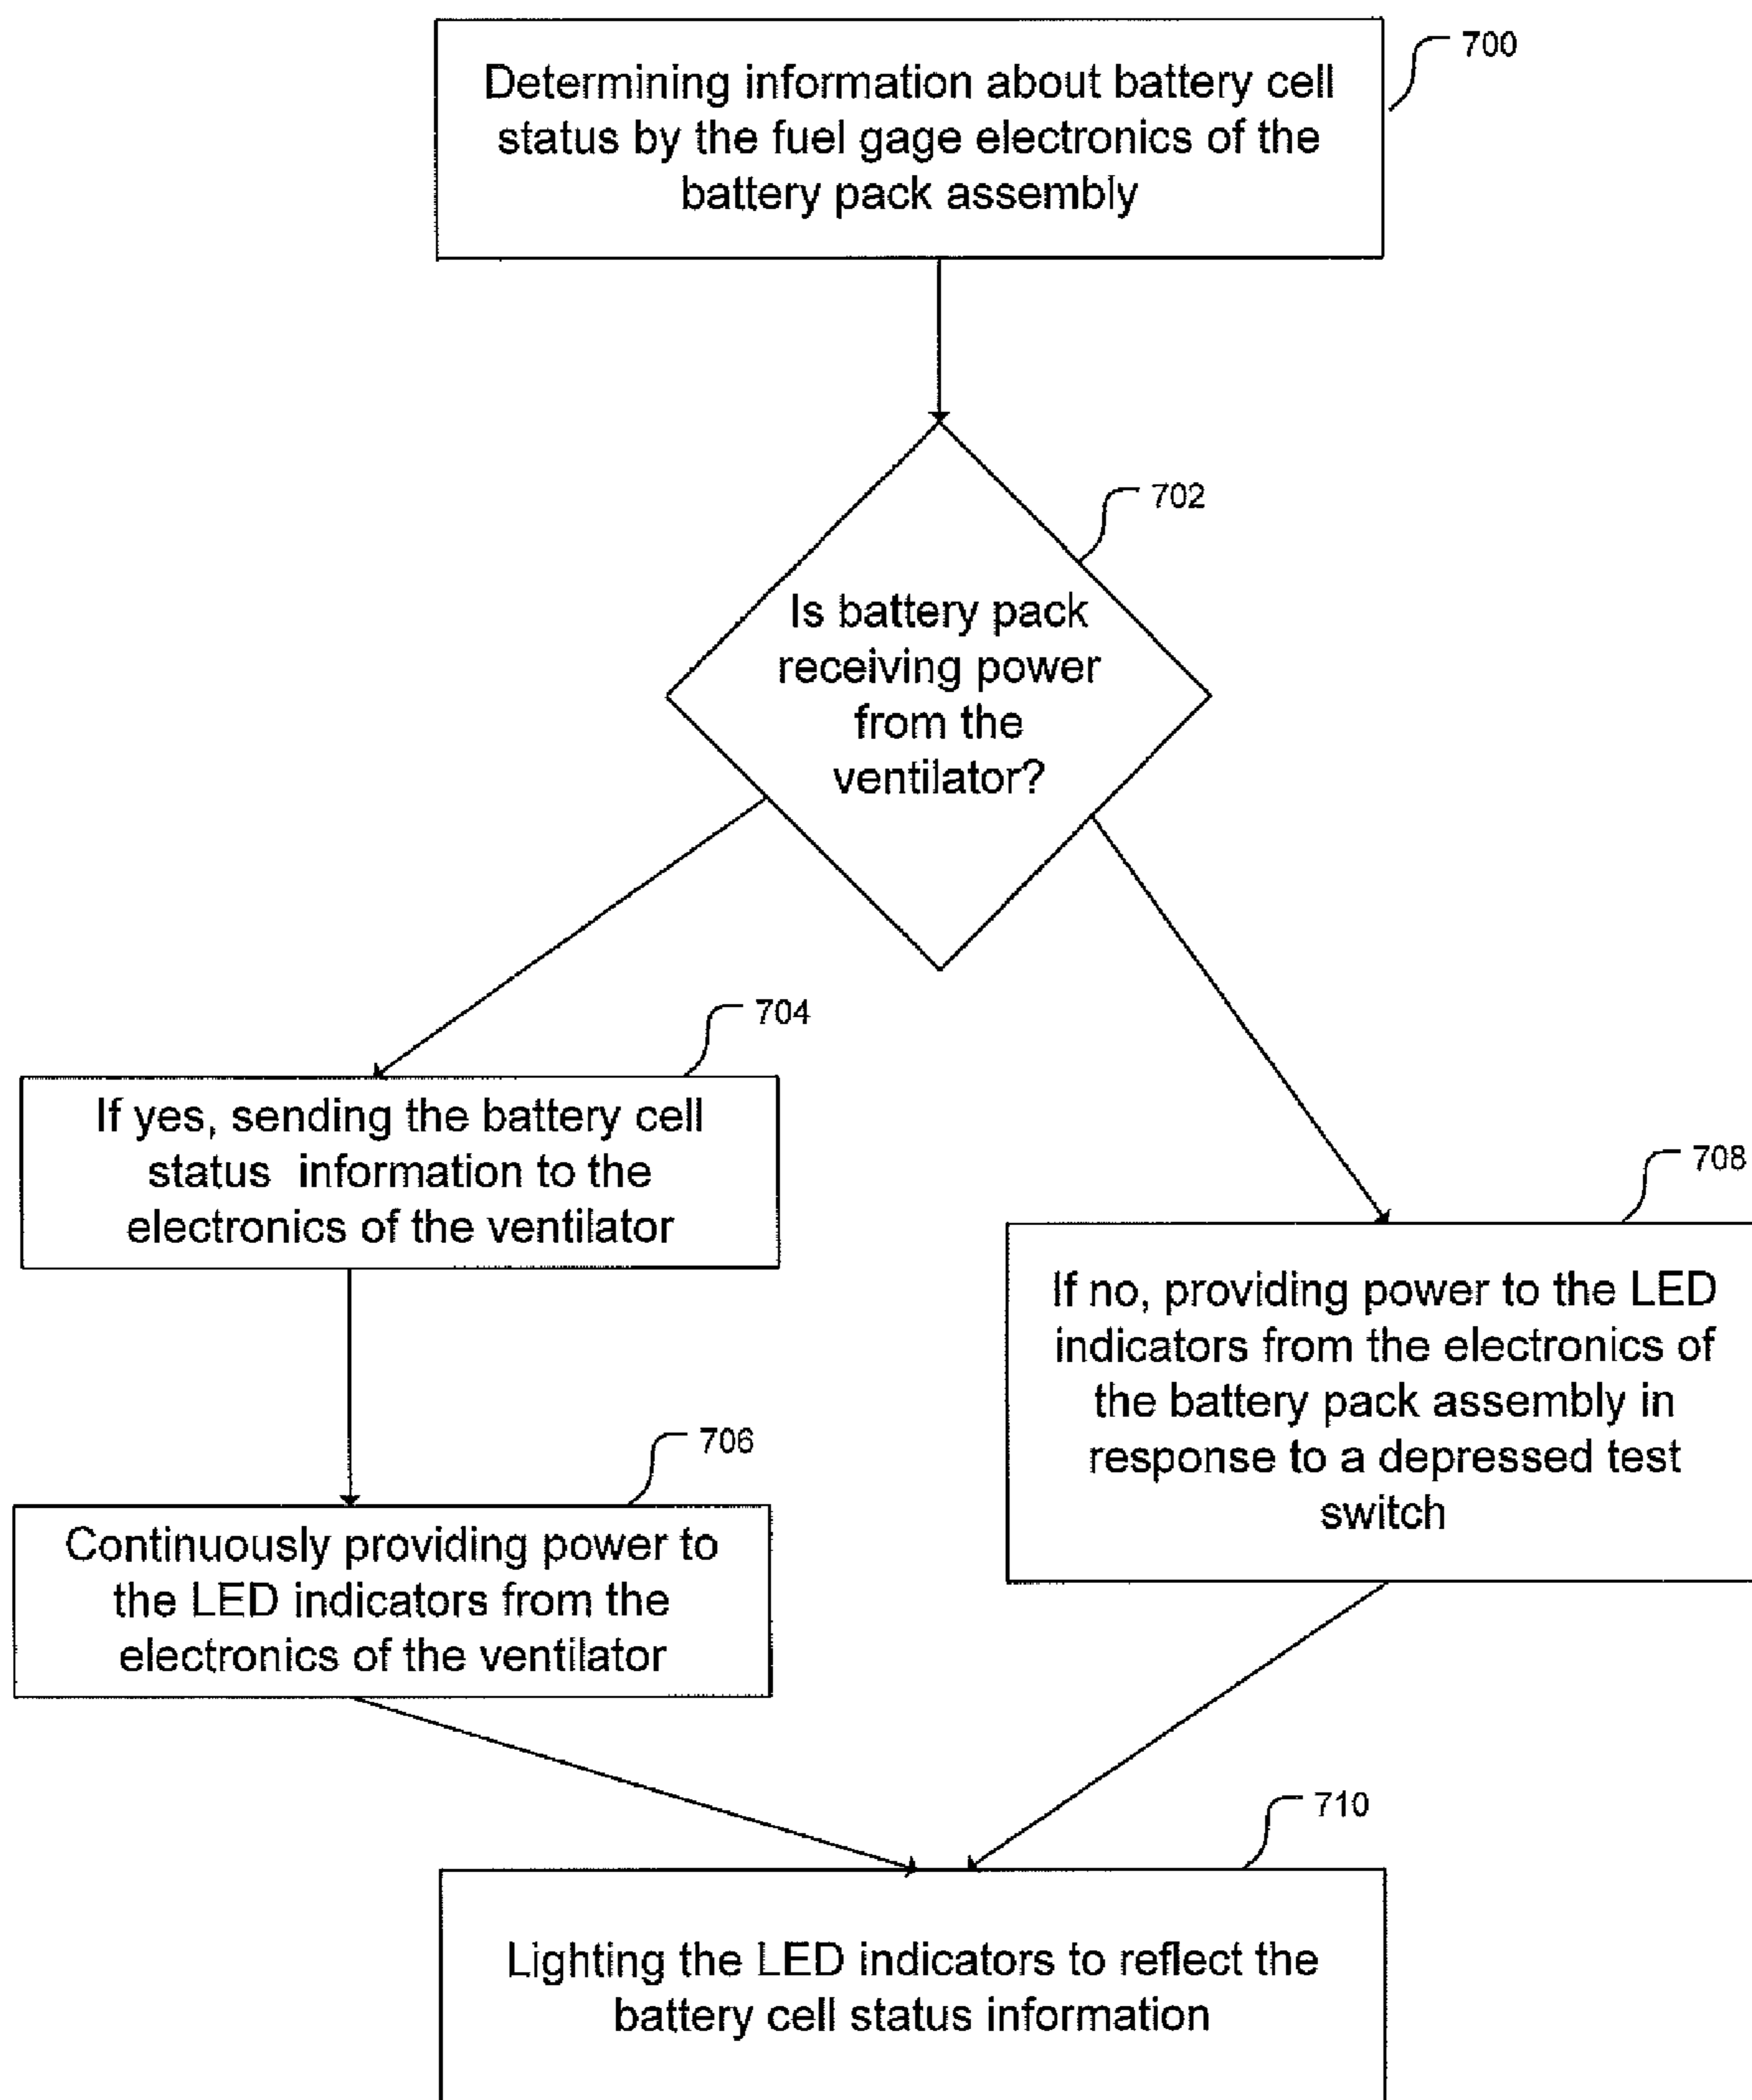 700
Determining information about battery cell
status by the fuel gage electronics of the
battery pack assembly
702
Is battery pack
receiving power
from the
ventilator?
704
If yes, sending the battery cell
status information to the
electronics of the ventilator
708
If no, providing power to the LED
indicators from the electronics of
the battery pack assembly in
response to a depressed test
switch
706
Continuously providing power to
the LED indicators from the
electronics of the ventilator
710
Lighting the LED indicators to reflect the
battery cell status information